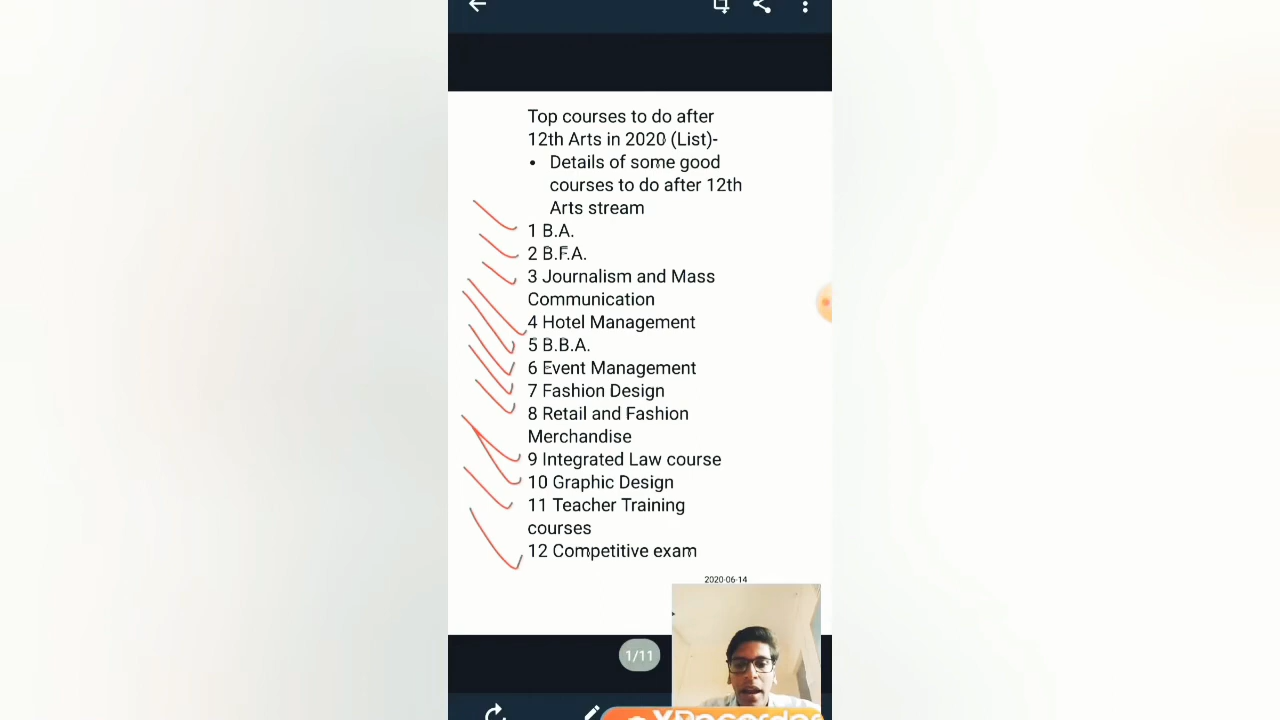 Top courses to do after
12th Arts in 2020 (List)-
• Details of some good
courses to do after 12th
Arts stream
1 B.A.
2 B.F.A.
3 Journalism and Mass
Communication
4 Hotel Management
5 B.B.A.
6 Event Management
7 Fashion Design
8 Retail and Fashion
Merchandise
9 Integrated Law course
10 Graphic Design
11 Teacher Training
courses
12 Competitive exam
2020-06-14
1/11
XRecorder